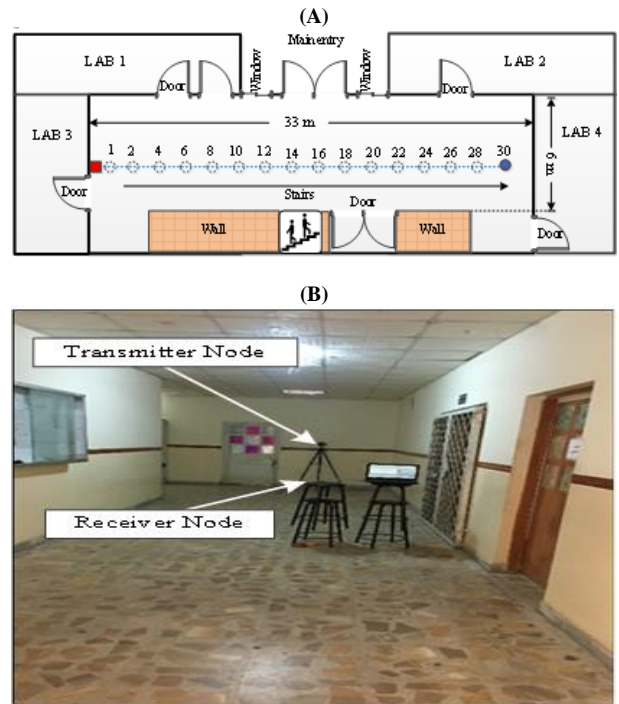 (A)
Main entry
LAB 1
LAB 2
Door
Window
Window
Door
LAB 3
33 m
LAB 4
1 2 4 6 8 10 12 14 16 18 20 22 24 26 28 30
6 m
Door
Stairs
Door
Wall
Wall
Door
(B)
Transmitter Node
Receiver Node